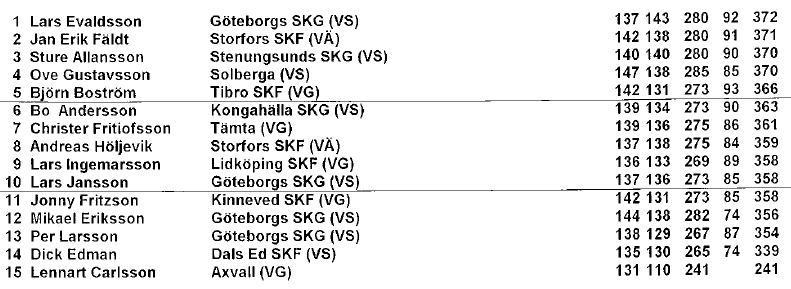 1 Lars Evaldsson Göteborgs SKG (VS) 137 143 280 92 372
2 Jan Erik Fäldt Storfors SKF (VÄ) 142 138 280 91 371
3 Sture Allansson Stenungsunds SKG (VS) 140 140 280 90 370
4 Ove Gustavsson Solberga (VS) 147 138 285 85 370
5 Björn Boström Tibro SKF (VG) 142 131 273 93 366
6 Bo Andersson Kongahälla SKG (VS) 139 134 273 90 363
7 Christer Fritiofsson Tämta (VG) 139 136 275 86 361
8 Andreas Höljevik Storfors SKF (VÄ) 137 138 275 84 359
9 Lars Ingemarsson Lidköping SKF (VG) 136 133 269 89 358
10 Lars Jansson Göteborgs SKG (VS) 137 136 273 85 358
11 Jonny Fritzson Kinneved SKF (VG) 142 131 273 85 358
12 Mikael Eriksson Göteborgs SKG (VS) 144 138 282 74 356
13 Per Larsson Göteborgs SKG (VS) 138 129 267 87 354
14 Dick Edman Dals Ed SKF (VS) 135 130 265 74 339
15 Lennart Carlsson Axvall (VG) 131 110 241 241